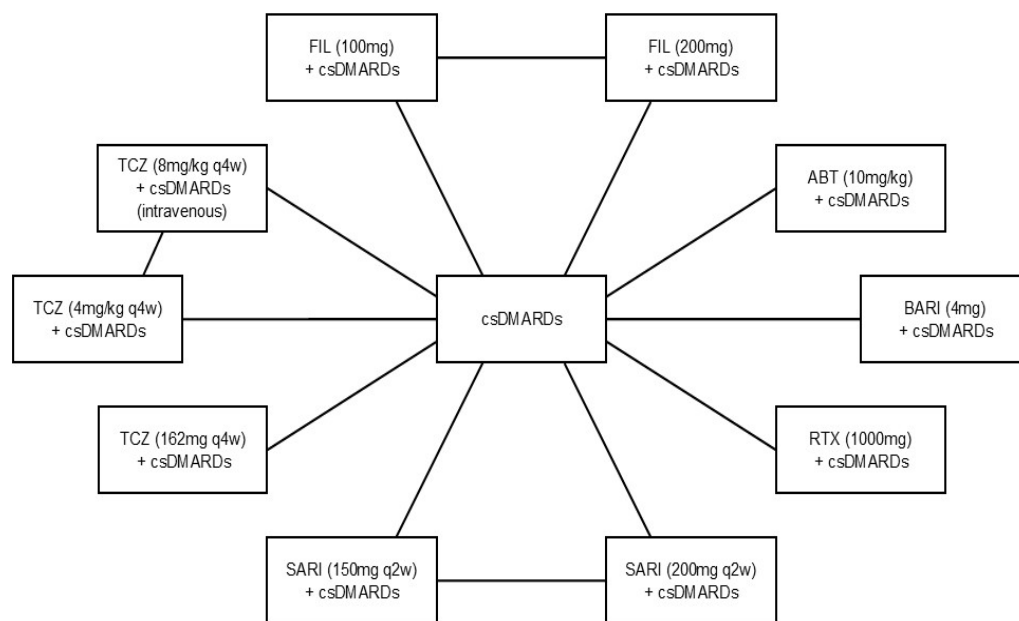 FIL (100mg)
+ csDMARDs
FIL (200mg)
+ csDMARDs
TCZ (8mg/kg q4w)
+ csDMARDs
(intravenous)
ABT (10mg/kg)
+ csDMARDs
TCZ (4mg/kg q4w)
+ csDMARDs
csDMARDs
BARI (4mg)
+ csDMARDs
TCZ (162mg q4w)
+ csDMARDs
RTX (1000mg)
+ csDMARDs
SARI (150mg q2w)
+ csDMARDs
SARI (200mg q2w)
+ csDMARDs